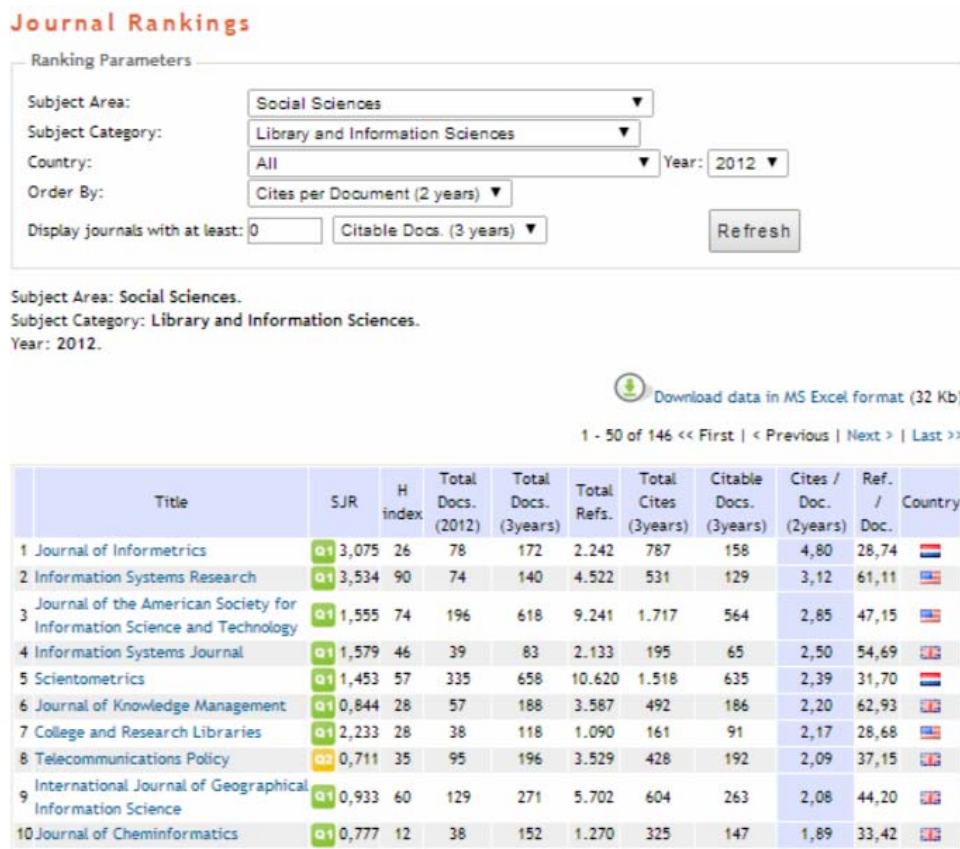 Journal Rankings
Ranking Parameters
Subject Area: Social Sciences ▼
Subject Category: Library and Information Sciences ▼
Country: All ▼ Year: 2012 ▼
Order By: Cites per Document (2 years) ▼
Display journals with at least: 0 Citable Docs. (3 years) ▼ Refresh
Subject Area: Social Sciences.
Subject Category: Library and Information Sciences.
Year: 2012.
Download data in MS Excel format (32 Kb)
1 - 50 of 146 << First | < Previous | Next > | Last >>
Title SJR H index Total Docs. (2012) Total Docs. (3years) Total Refs. Total Cites (3years) Citable Docs. (3years) Cites / Doc. (2years) Ref. / Doc. Country
1 Journal of Informetrics Q1 3,075 26 78 172 2.242 787 158 4,80 28,74
2 Information Systems Research Q1 3,534 90 74 140 4.522 531 129 3,12 61,11
3 Journal of the American Society for Information Science and Technology Q1 1,555 74 196 618 9.241 1.717 564 2,85 47,15
4 Information Systems Journal Q1 1,579 46 39 83 2.133 195 65 2,50 54,69
5 Scientometrics Q1 1,453 57 335 658 10.620 1.518 635 2,39 31,70
6 Journal of Knowledge Management Q1 0,844 28 57 188 3.587 492 186 2,20 62,93
7 College and Research Libraries Q1 2,233 28 38 118 1.090 161 91 2,17 28,68
8 Telecommunications Policy Q2 0,711 35 95 196 3.529 428 192 2,09 37,15
9 International Journal of Geographical Information Science Q1 0,933 60 129 271 5.702 604 263 2,08 44,20
10 Journal of Cheminformatics Q1 0,777 12 38 152 1.270 325 147 1,89 33,42